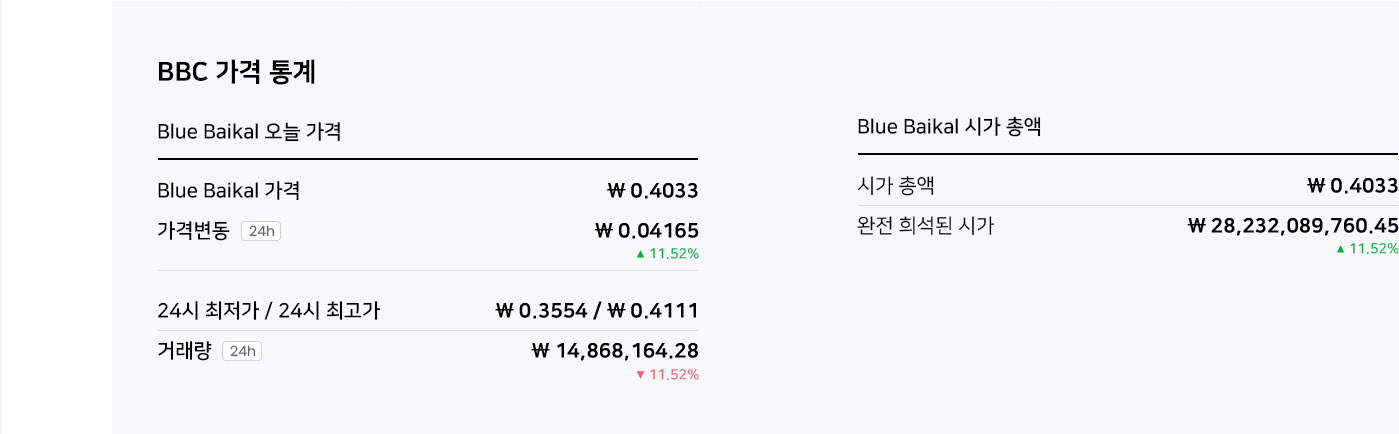 BBC 가격 통계
Blue Baikal 오늘 가격
Blue Baikal 가격 ₩ 0.4033
가격변동 24h ₩ 0.04165
▲ 11.52%
24시 최저가 / 24시 최고가 ₩ 0.3554 / ₩ 0.4111
거래량 24h ₩ 14,868,164.28
▼ 11.52%
Blue Baikal 시가 총액
시가 총액 ₩ 0.4033
완전 희석된 시가 ₩ 28,232,089,760.45
▲ 11.52%